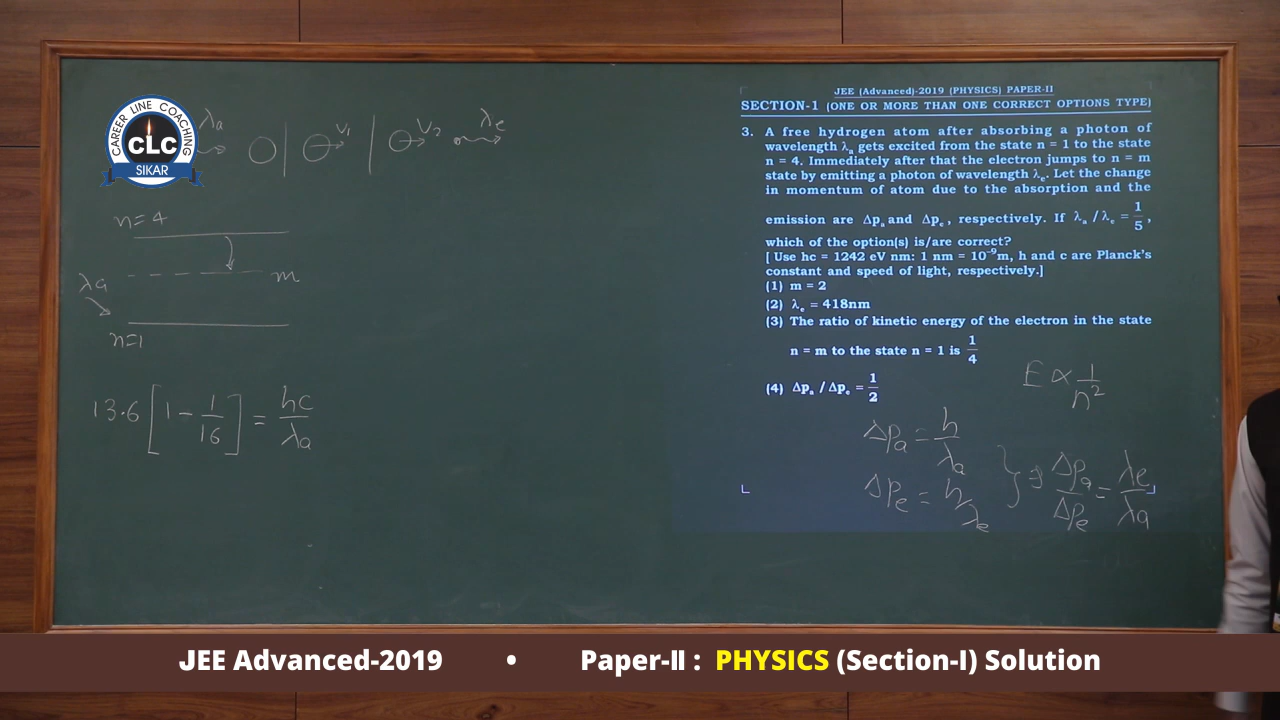 CAREER LINE COACHING
CLC
SIKAR
λa
V1
V2
λe
n=4
m
λa
n=1
13.6 [1 - 1/16] = hc/λa
JEE (Advanced)-2019 (PHYSICS) PAPER-II
SECTION-1 (ONE OR MORE THAN ONE CORRECT OPTIONS TYPE)
3. A free hydrogen atom after absorbing a photon of
wavelength λa gets excited from the state n = 1 to the state
n = 4. Immediately after that the electron jumps to n = m
state by emitting a photon of wavelength λe. Let the change
in momentum of atom due to the absorption and the
emission are Δpa and Δpe, respectively. If λa/λe = 1/5,
which of the option(s) is/are correct?
[ Use hc = 1242 eV nm: 1 nm = 10⁻⁹m, h and c are Planck's
constant and speed of light, respectively.]
(1) m = 2
(2) λe = 418nm
(3) The ratio of kinetic energy of the electron in the state
n = m to the state n = 1 is 1/4
(4) Δpa /Δpe = 1/2
E ∝ 1/n²
Δpa = h/λa
Δpe = h/λe
} ⇒ Δpa/Δpe = λe/λa
JEE Advanced-2019 • Paper-II : PHYSICS (Section-I) Solution